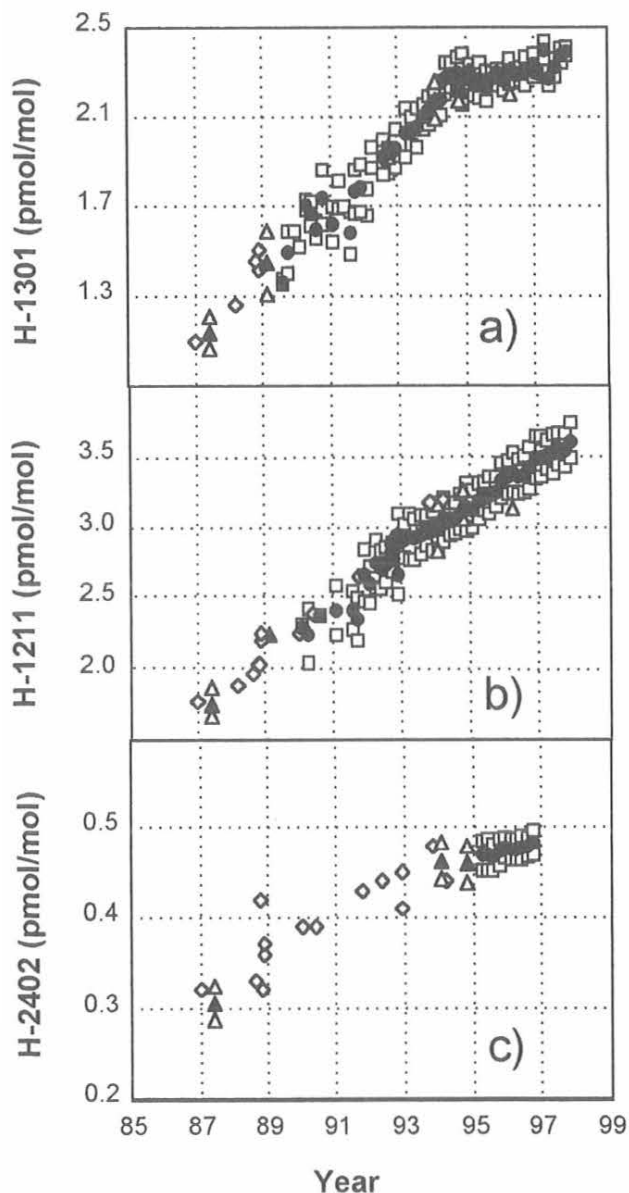 H-1301 (pmol/mol)
2.5
2.1
1.7
1.3
a)
H-1211 (pmol/mol)
3.5
3.0
2.5
2.0
b)
H-2402 (pmol/mol)
0.5
0.4
0.3
0.2
c)
85 87 89 91 93 95 97 99
Year